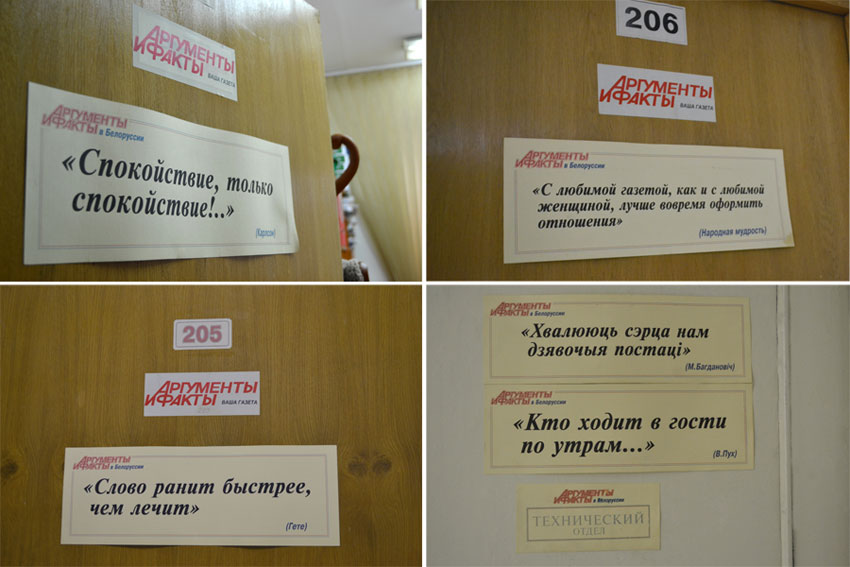 АРГУМЕНТЫ
И ФАКТЫ ВАША ГАЗЕТА
АРГУМЕНТЫ
И ФАКТЫ в Белоруссии
«Спокойствие, только
спокойствие!..»
(Карлсон)
206
АРГУМЕНТЫ
И ФАКТЫ ВАША ГАЗЕТА
АРГУМЕНТЫ
И ФАКТЫ в Белоруссии
«С любимой газетой, как и с любимой
женщиной, лучше вовремя оформить
отношения»
(Народная мудрость)
205
АРГУМЕНТЫ
И ФАКТЫ ВАША ГАЗЕТА
АРГУМЕНТЫ
И ФАКТЫ в Белоруссии
«Слово ранит быстрее,
чем лечит»
(Гете)
АРГУМЕНТЫ
И ФАКТЫ в Белоруссии
«Хвалююць сэрца нам
дзявочыя постаці»
(М.Багдановіч)
АРГУМЕНТЫ
И ФАКТЫ в Белоруссии
«Кто ходит в гости
по утрам...»
(В.Пух)
АРГУМЕНТЫ
И ФАКТЫ в Белоруссии
ТЕХНИЧЕСКИЙ
ОТДЕЛ